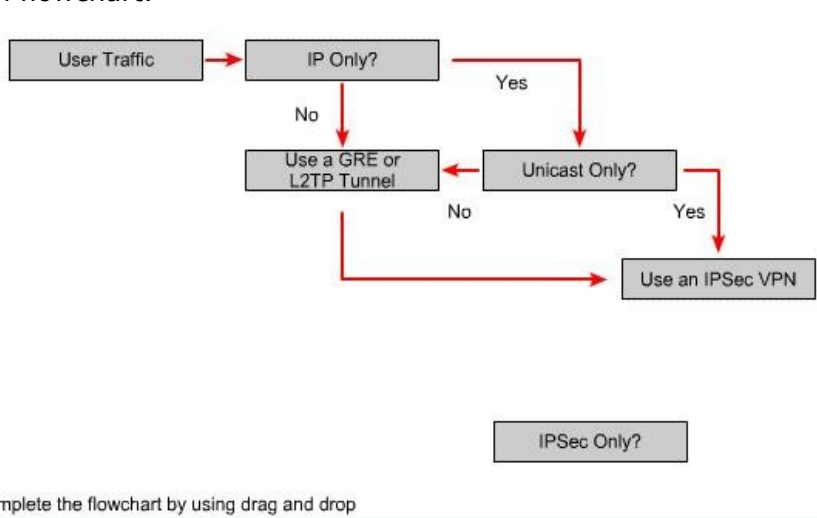 flowchart.
User Traffic
IP Only?
Yes
No
Use a GRE or
L2TP Tunnel
Unicast Only?
No
Yes
Use an IPSec VPN
IPSec Only?
mplete the flowchart by using drag and drop